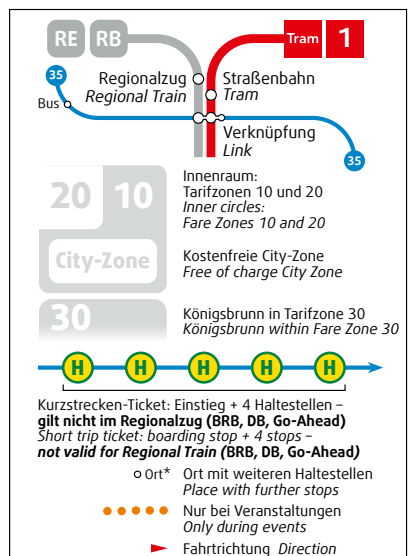 RE RB Tram 1
35
Regionalzug Straßenbahn
Regional Train Tram
Bus
Verknüpfung
Link
35
Innenraum:
20 10 Tarifzonen 10 und 20
Inner circles:
Fare Zones 10 and 20
City-Zone Kostenfreie City-Zone
Free of charge City Zone
30 Königsbrunn in Tarifzone 30
Königsbrunn within Fare Zone 30
H H H H H
Kurzstrecken-Ticket: Einstieg + 4 Haltestellen –
gilt nicht im Regionalzug (BRB, DB, Go-Ahead)
Short trip ticket: boarding stop + 4 stops –
not valid for Regional Train (BRB, DB, Go-Ahead)
Ort* Ort mit weiteren Haltestellen
Place with further stops
Nur bei Veranstaltungen
Only during events
Fahrtrichtung Direction